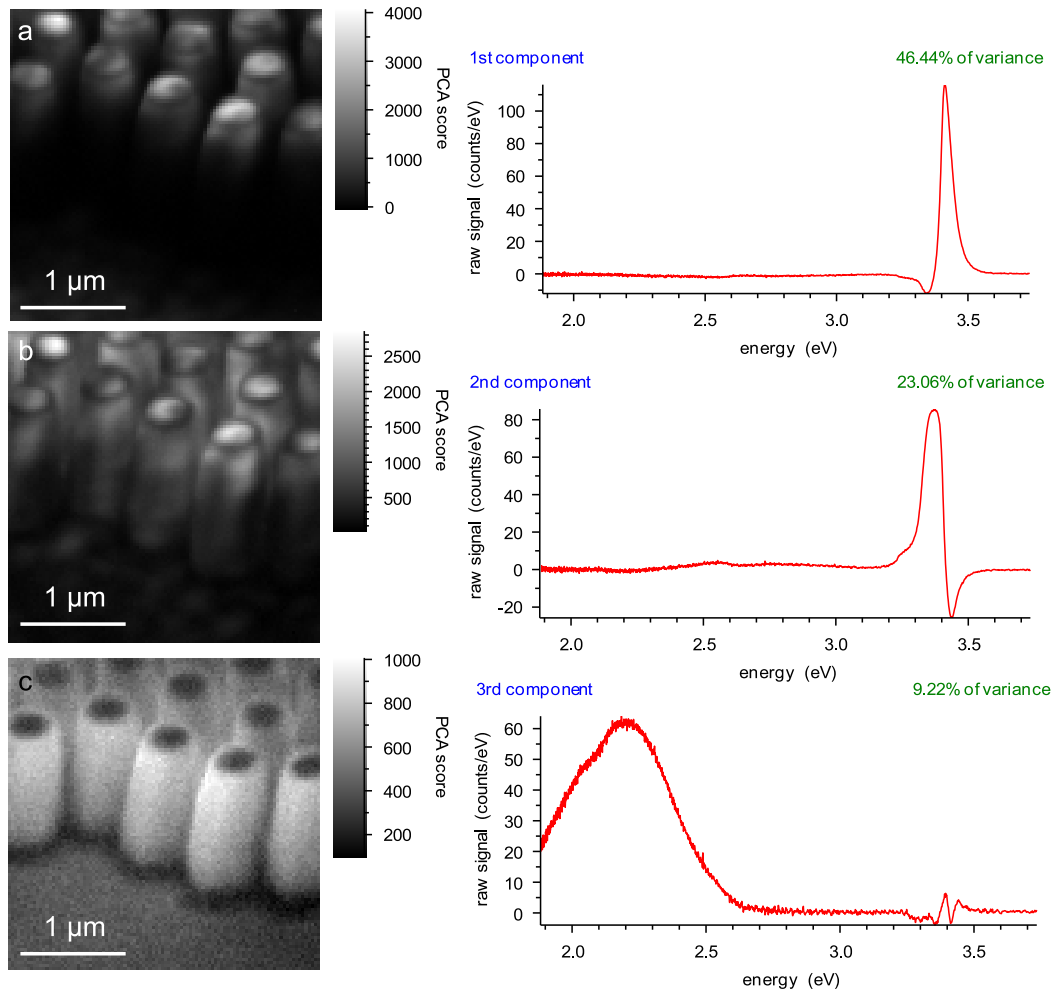 a
1 µm
4000
3000
2000
1000
0
PCA score
1st component
46.44% of variance
100
80
60
40
20
0
raw signal (counts/eV)
2.0
2.5
3.0
3.5
energy (eV)
b
1 µm
2500
2000
1500
1000
500
PCA score
2nd component
23.06% of variance
80
60
40
20
0
-20
raw signal (counts/eV)
2.0
2.5
3.0
3.5
energy (eV)
c
1 µm
1000
800
600
400
200
PCA score
3rd component
9.22% of variance
60
50
40
30
20
10
0
raw signal (counts/eV)
2.0
2.5
3.0
3.5
energy (eV)